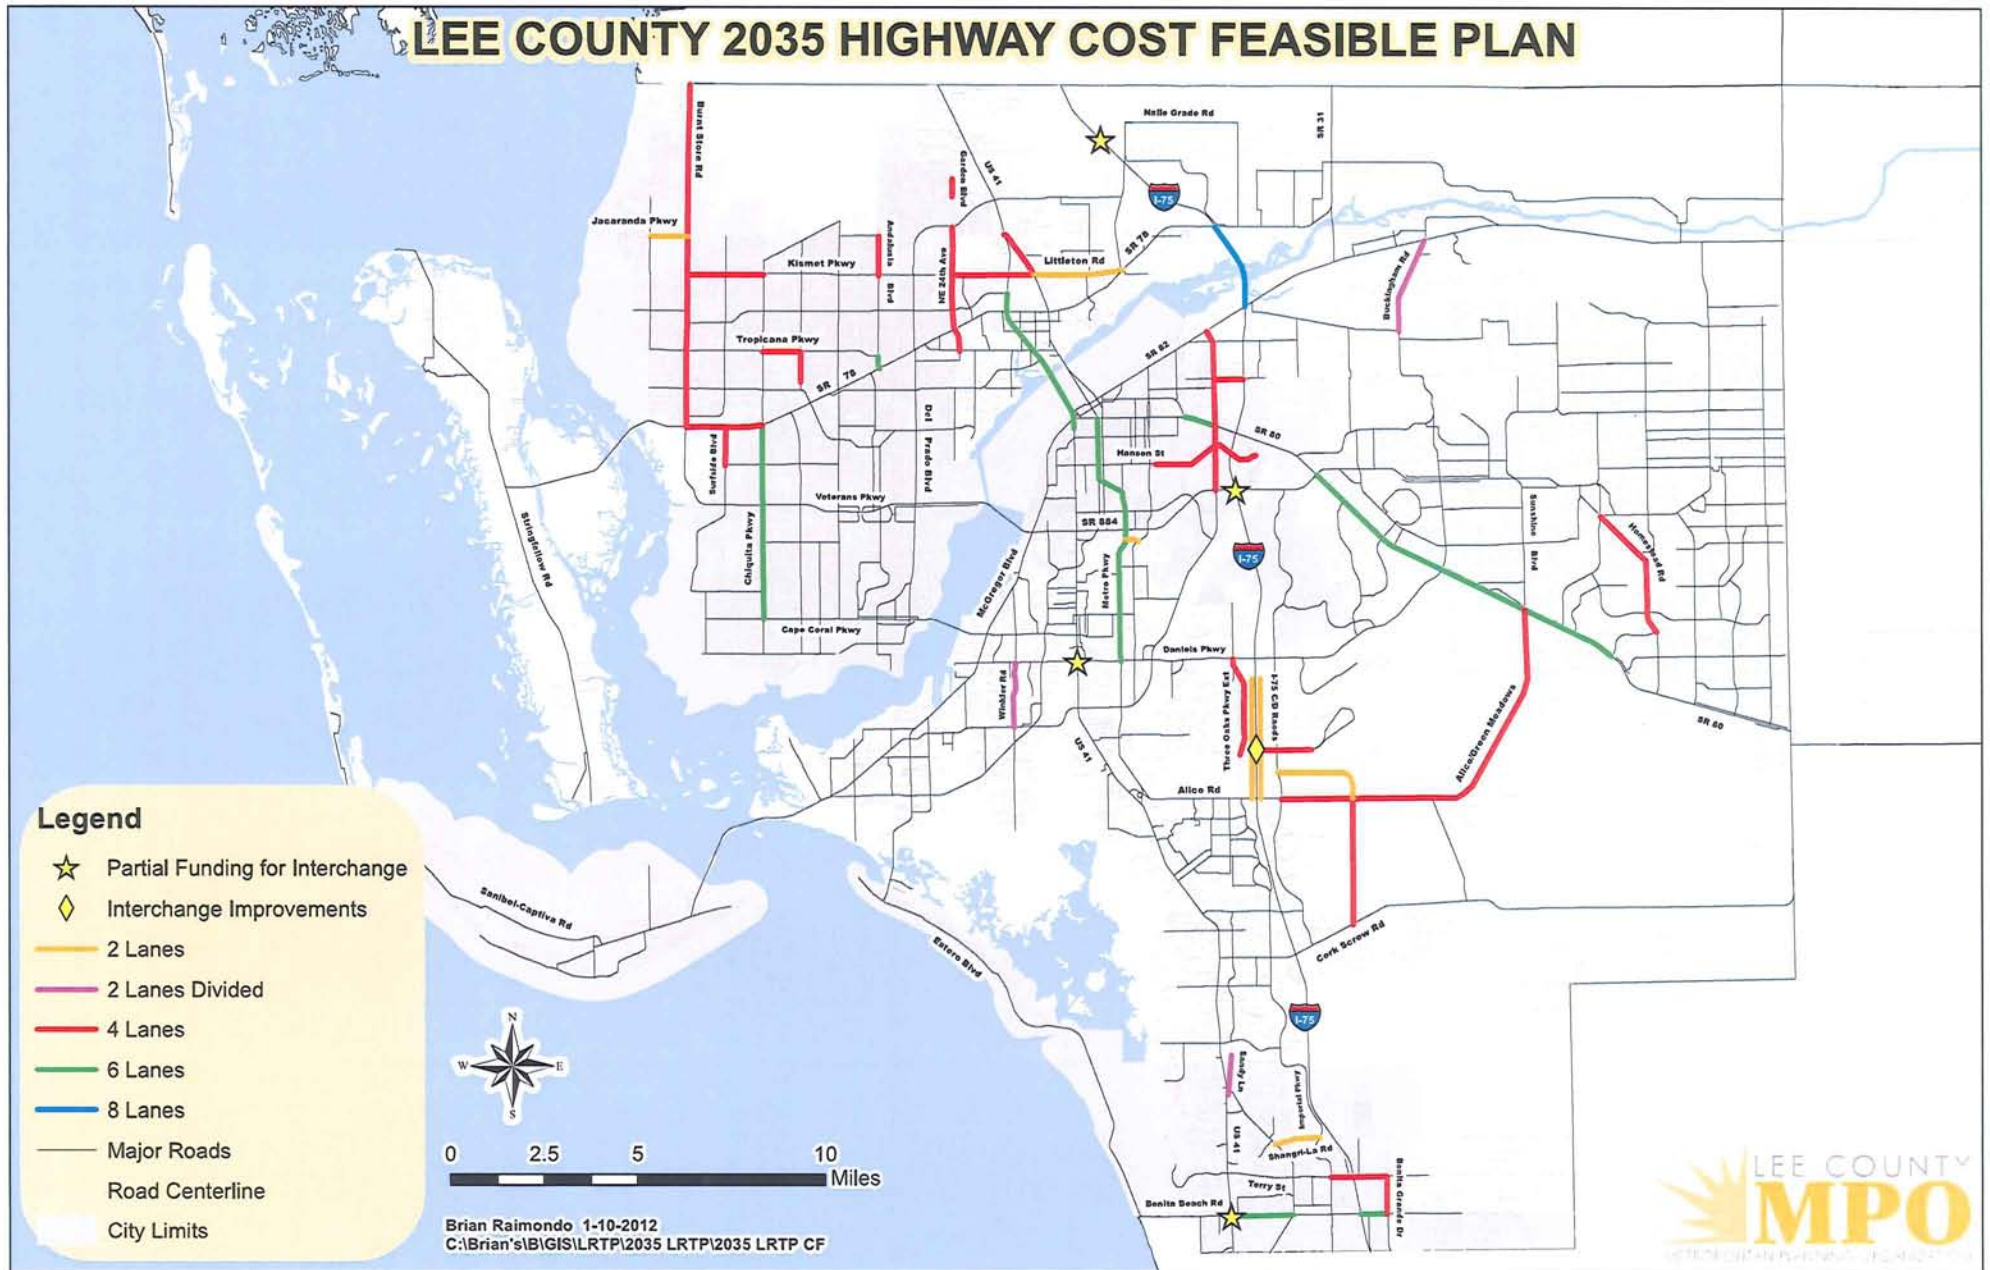 LEE COUNTY 2035 HIGHWAY COST FEASIBLE PLAN
Burnt Store Rd
Nalle Grade Rd
SR 31
Garden Blvd
US 41
I-75
Jacaranda Pkwy
Andalusia Blvd
Kismet Pkwy
NE 24th Ave
Littleton Rd
SR 78
Buckingham Rd
Tropicana Pkwy
SR 78
SR 82
Del Prado Blvd
Surfside Blvd
Hanson St
SR 80
Veterans Pkwy
SR 884
Stringfellow Rd
Chiquita Pkwy
Sunshine Blvd
Homestead Rd
I-75
McGregor Blvd
Metro Pkwy
Cape Coral Pkwy
Daniels Pkwy
Winkler Rd
Three Oaks Pkwy Ext
I-75 C/D Roads
US 41
Alico/Green Meadows
SR 80
Alico Rd
Sanibel-Captiva Rd
Estero Blvd
Cork Screw Rd
I-75
Sandy Ln
Imperial Pkwy
US 41
Shangri-La Rd
Terry St
Bonita Beach Rd
Bonita Grande Dr
Legend
Partial Funding for Interchange
Interchange Improvements
2 Lanes
2 Lanes Divided
4 Lanes
6 Lanes
8 Lanes
Major Roads
Road Centerline
City Limits
N
W
E
S
0 2.5 5 10
Miles
Brian Raimondo 1-10-2012
C:\Brian's\B\GIS\LRTP\2035 LRTP\2035 LRTP CF
LEE COUNTY
MPO
METROPOLITAN PLANNING ORGANIZATION